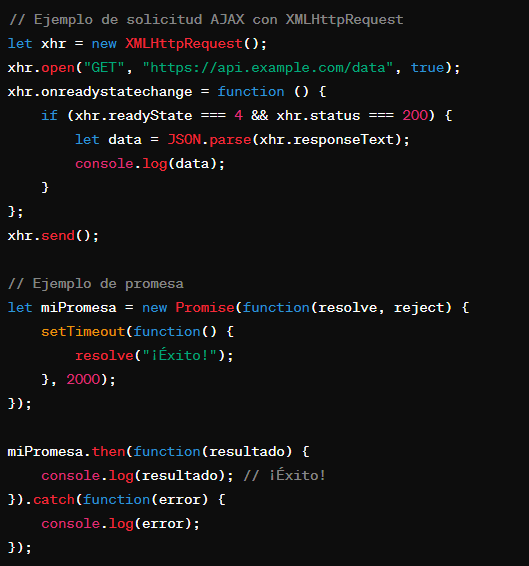 // Ejemplo de solicitud AJAX con XMLHttpRequest
let xhr = new XMLHttpRequest();
xhr.open("GET", "https://api.example.com/data", true);
xhr.onreadystatechange = function () {
    if (xhr.readyState === 4 && xhr.status === 200) {
        let data = JSON.parse(xhr.responseText);
        console.log(data);
    }
};
xhr.send();

// Ejemplo de promesa
let miPromesa = new Promise(function(resolve, reject) {
    setTimeout(function() {
        resolve("¡Éxito!");
    }, 2000);
});

miPromesa.then(function(resultado) {
    console.log(resultado); // ¡Éxito!
}).catch(function(error) {
    console.log(error);
});